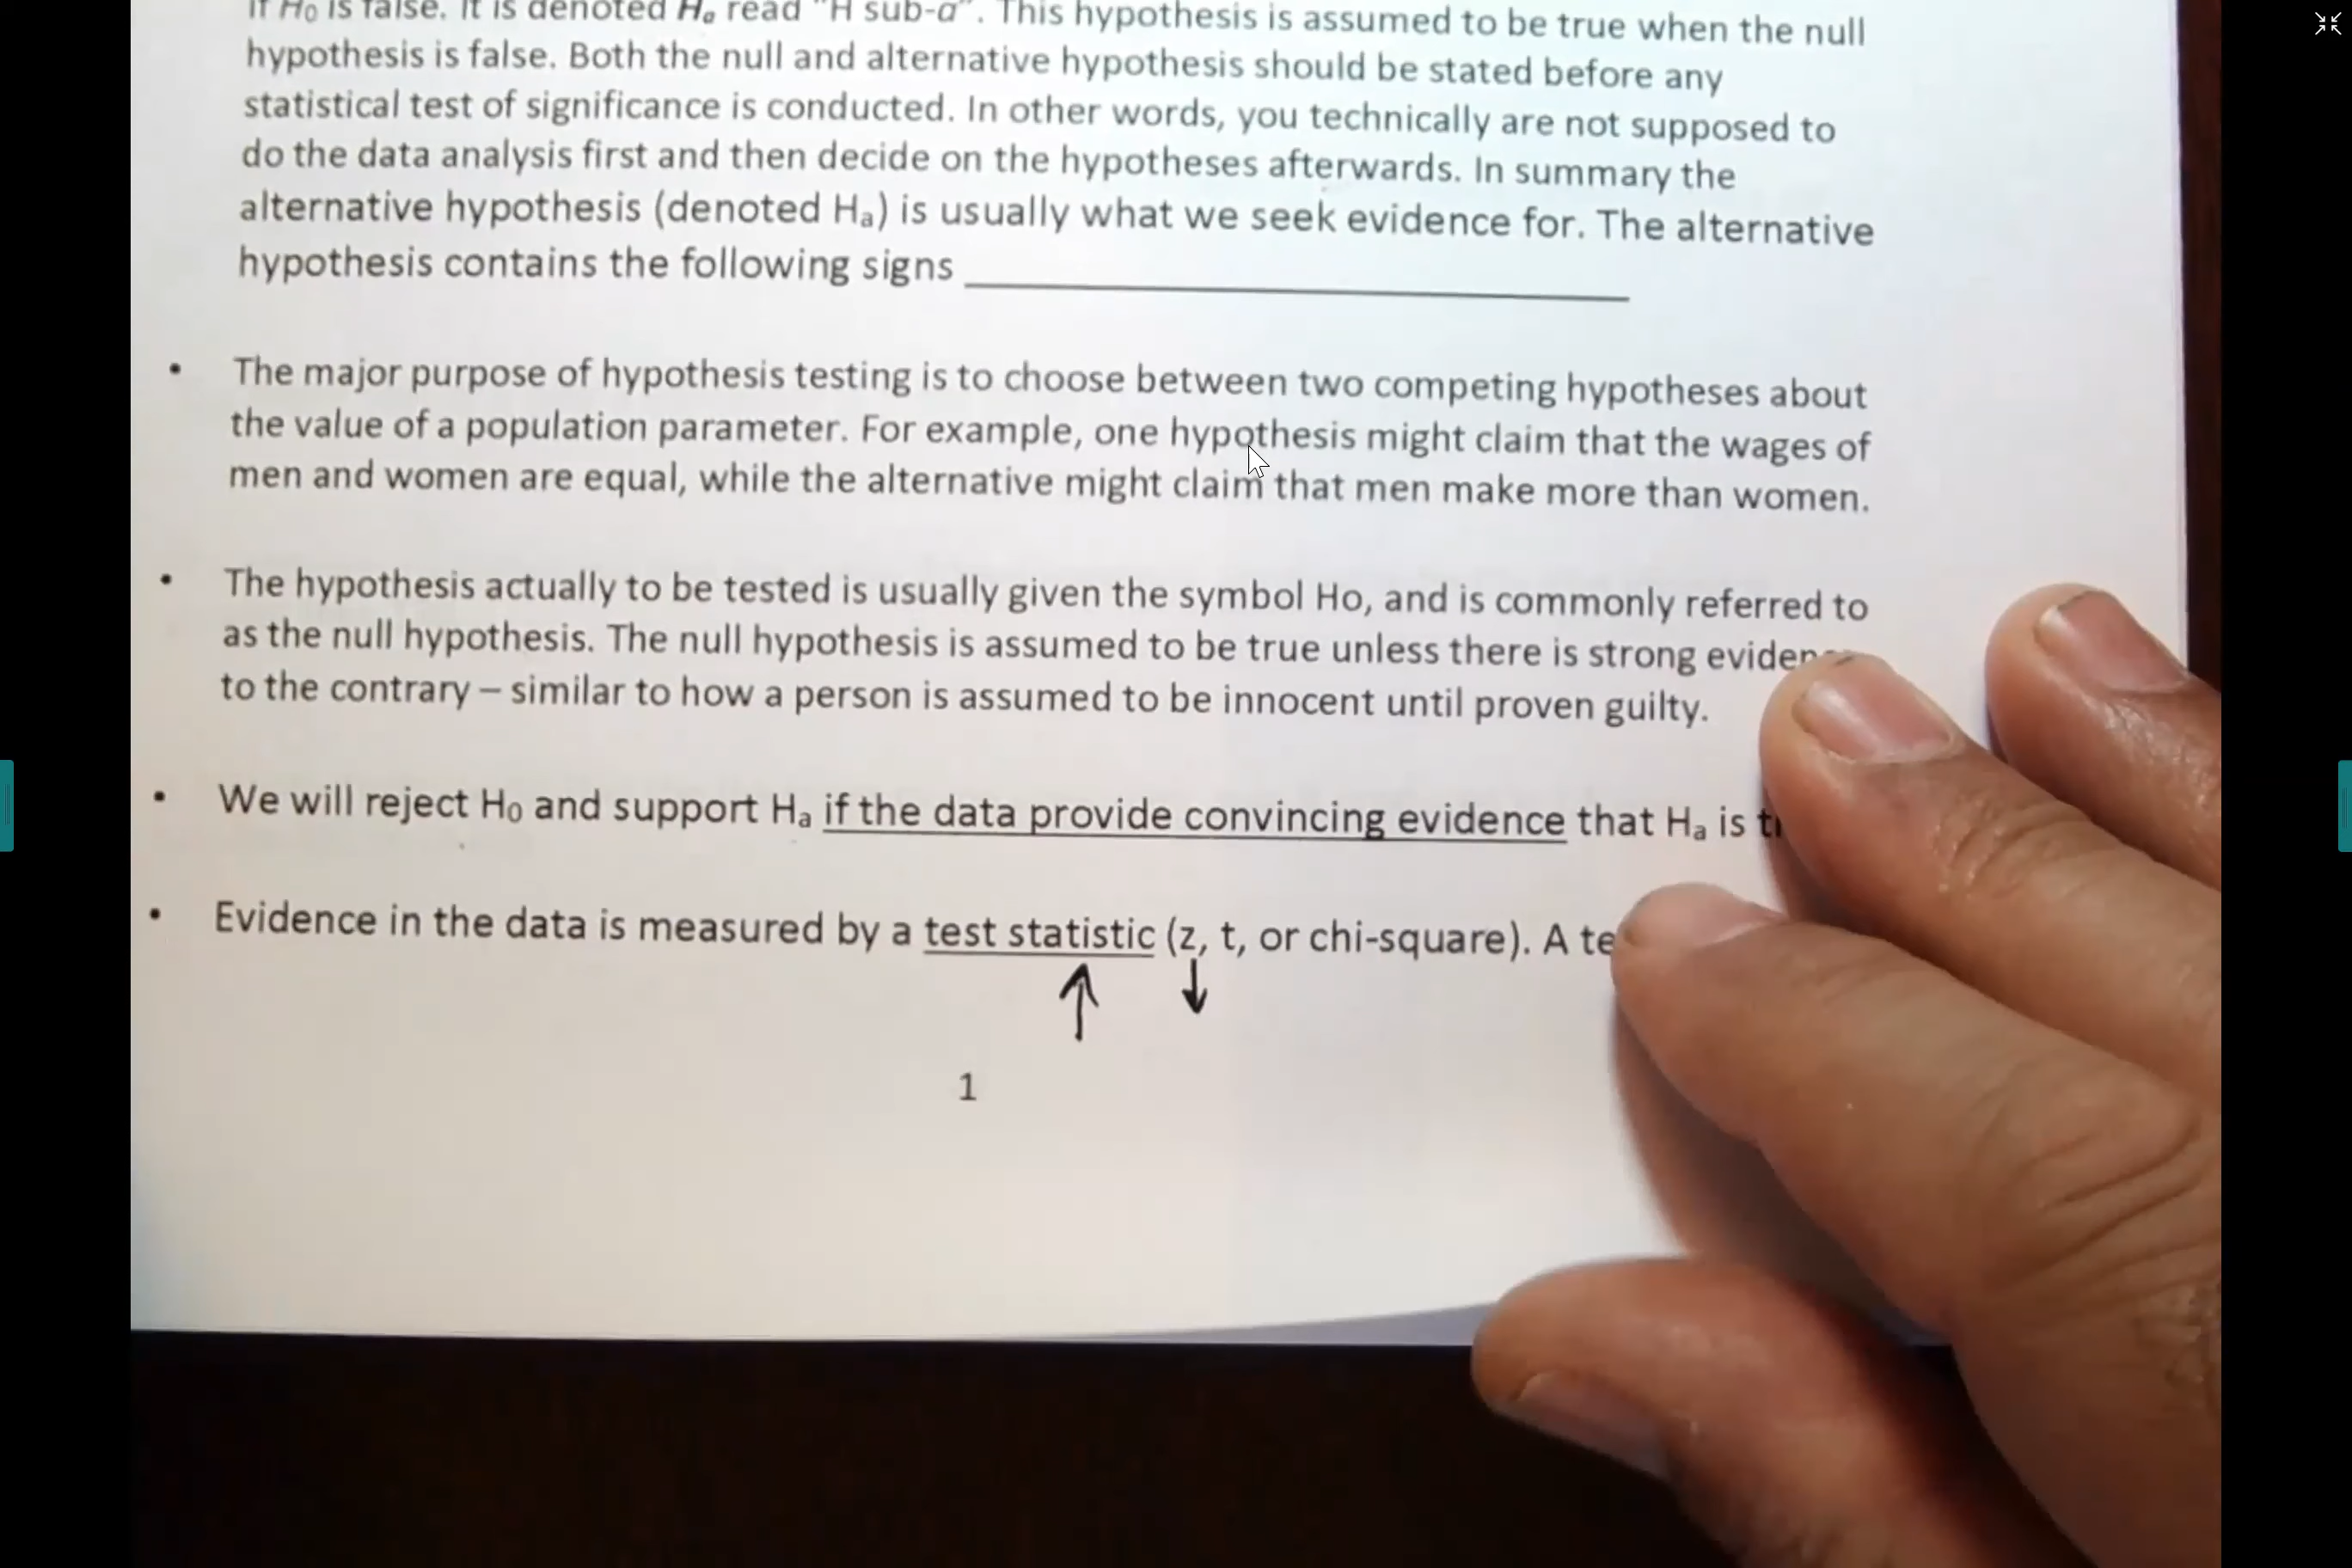 If H₀ is false. It is denoted Hₐ read "H sub-a". This hypothesis is assumed to be true when the null
hypothesis is false. Both the null and alternative hypothesis should be stated before any
statistical test of significance is conducted. In other words, you technically are not supposed to
do the data analysis first and then decide on the hypotheses afterwards. In summary the
alternative hypothesis (denoted Hₐ) is usually what we seek evidence for. The alternative
hypothesis contains the following signs
• The major purpose of hypothesis testing is to choose between two competing hypotheses about
the value of a population parameter. For example, one hypothesis might claim that the wages of
men and women are equal, while the alternative might claim that men make more than women.
• The hypothesis actually to be tested is usually given the symbol Ho, and is commonly referred to
as the null hypothesis. The null hypothesis is assumed to be true unless there is strong
to the contrary – similar to how a person is assumed to be innocent until proven guilty.
• We will reject H₀ and support Hₐ if the data provide convincing evidence that Hₐ is
• Evidence in the data is measured by a test statistic (z, t, or chi-square). A
1